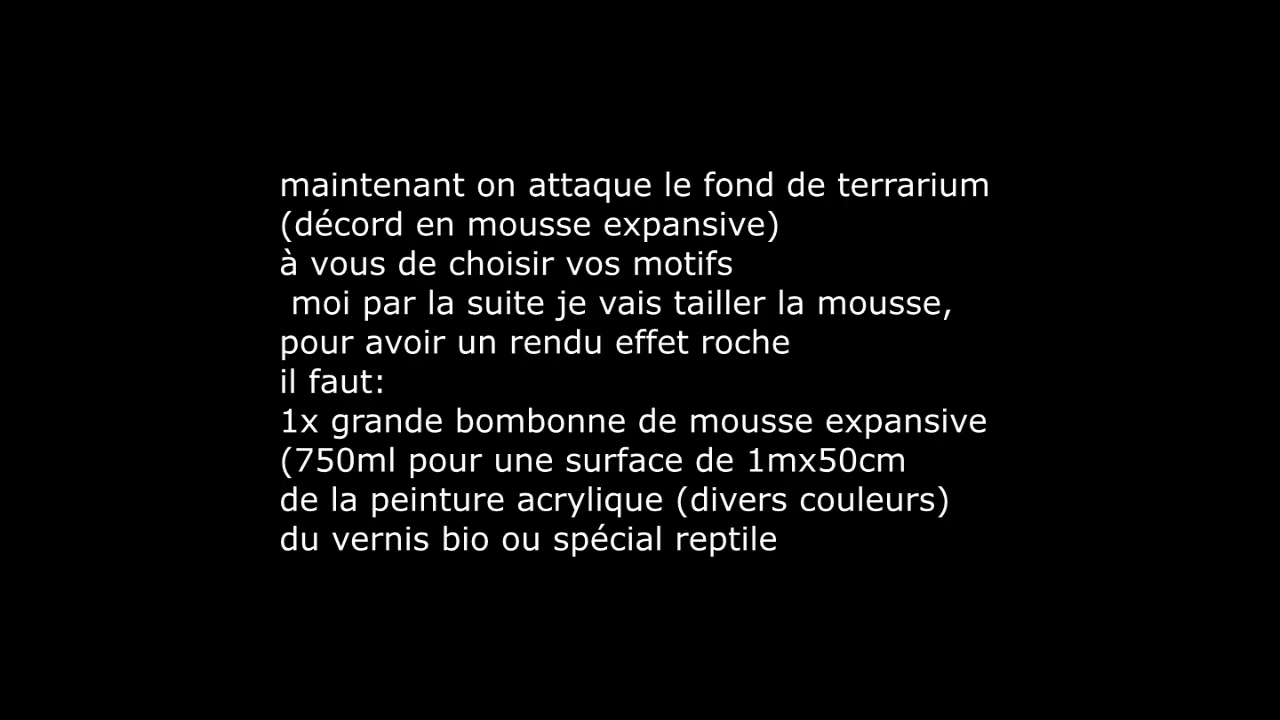 maintenant on attaque le fond de terrarium
(décord en mousse expansive)
à vous de choisir vos motifs
moi par la suite je vais tailler la mousse,
pour avoir un rendu effet roche
il faut:
1x grande bombonne de mousse expansive
(750ml pour une surface de 1mx50cm
de la peinture acrylique (divers couleurs)
du vernis bio ou spécial reptile